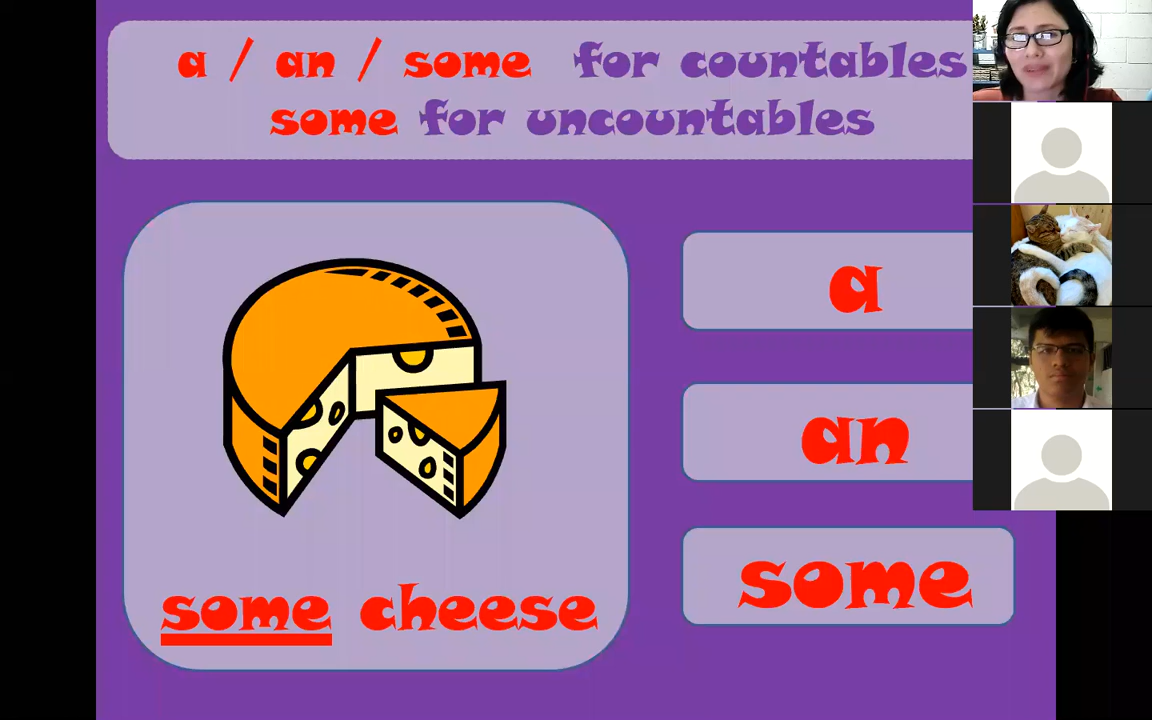 a / an / some for countables
some for uncountables
a
an
some cheese
some